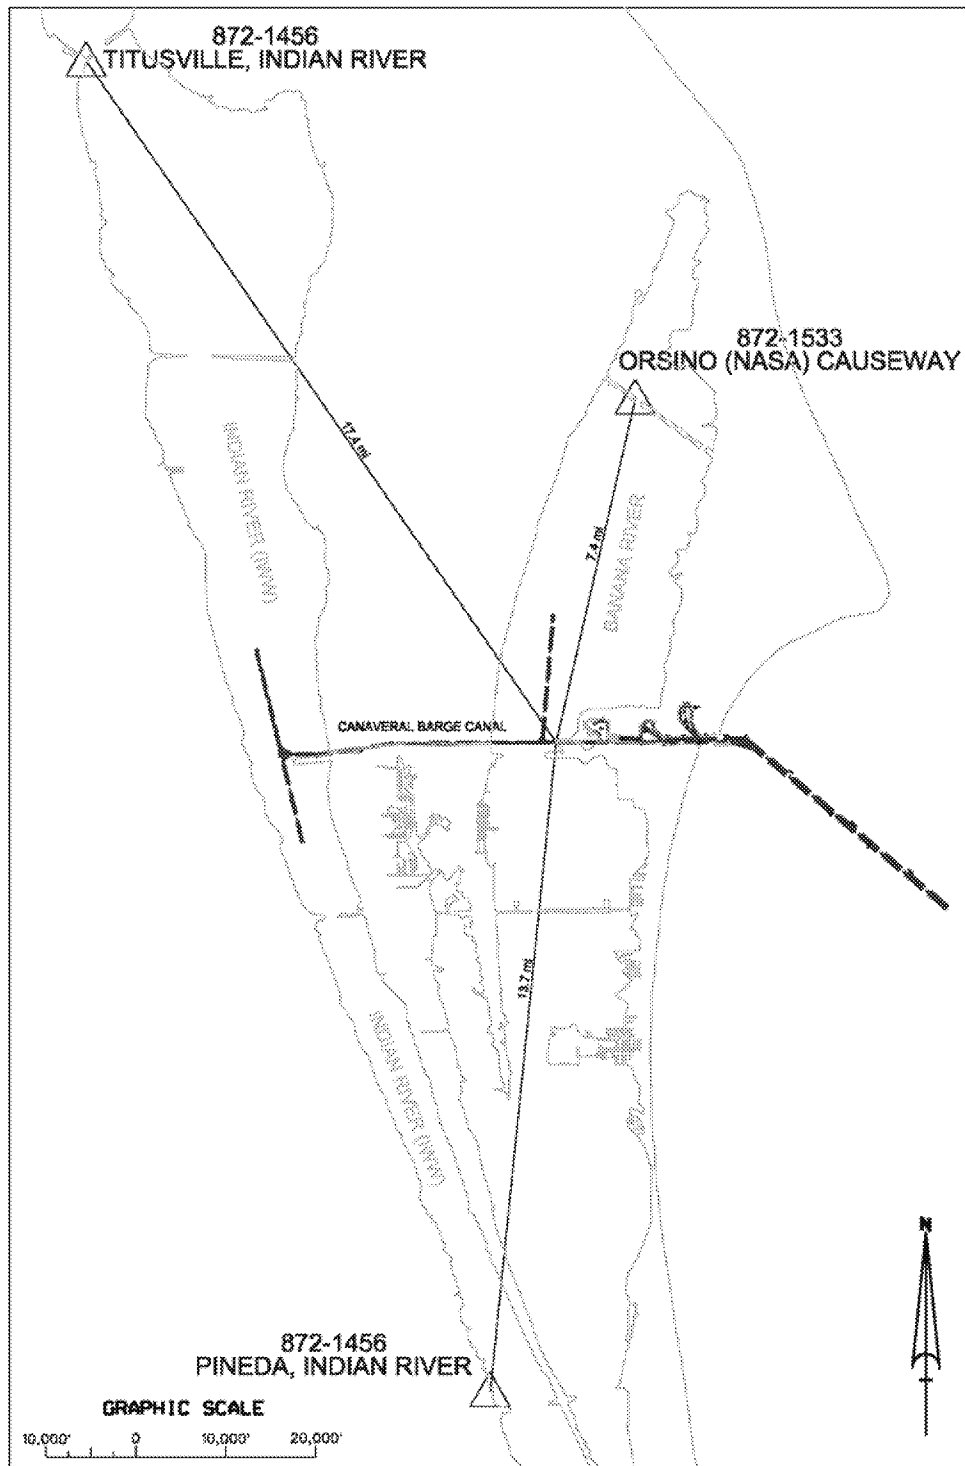 872-1456
TITUSVILLE, INDIAN RIVER
872-1533
ORSINO (NASA) CAUSEWAY
17.4 mi
INDIAN RIVER (IWW)
7.4 mi
BANANA RIVER
CANAVERAL BARGE CANAL
13.7 mi
INDIAN RIVER (IWW)
N
872-1456
PINEDA, INDIAN RIVER
GRAPHIC SCALE
10,000' 0 10,000' 20,000'